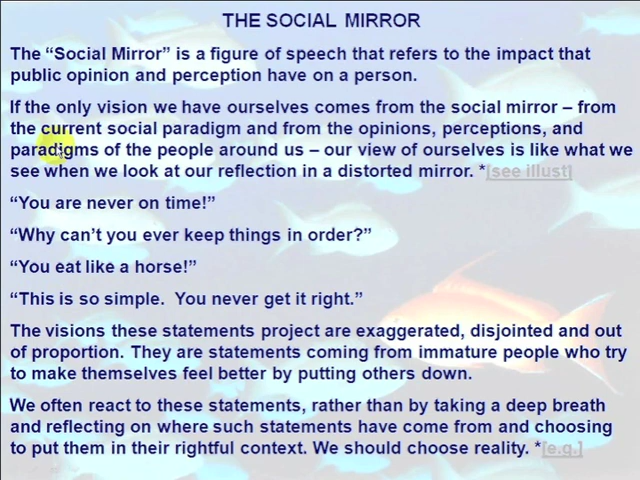 THE SOCIAL MIRROR
The “Social Mirror” is a figure of speech that refers to the impact that
public opinion and perception have on a person.
If the only vision we have ourselves comes from the social mirror – from
the current social paradigm and from the opinions, perceptions, and
paradigms of the people around us – our view of ourselves is like what we
see when we look at our reflection in a distorted mirror. *[see illust]
“You are never on time!”
“Why can’t you ever keep things in order?”
“You eat like a horse!”
“This is so simple.  You never get it right.”
The visions these statements project are exaggerated, disjointed and out
of proportion. They are statements coming from immature people who try
to make themselves feel better by putting others down.
We often react to these statements, rather than by taking a deep breath
and reflecting on where such statements have come from and choosing
to put them in their rightful context. We should choose reality. *[e.g.]